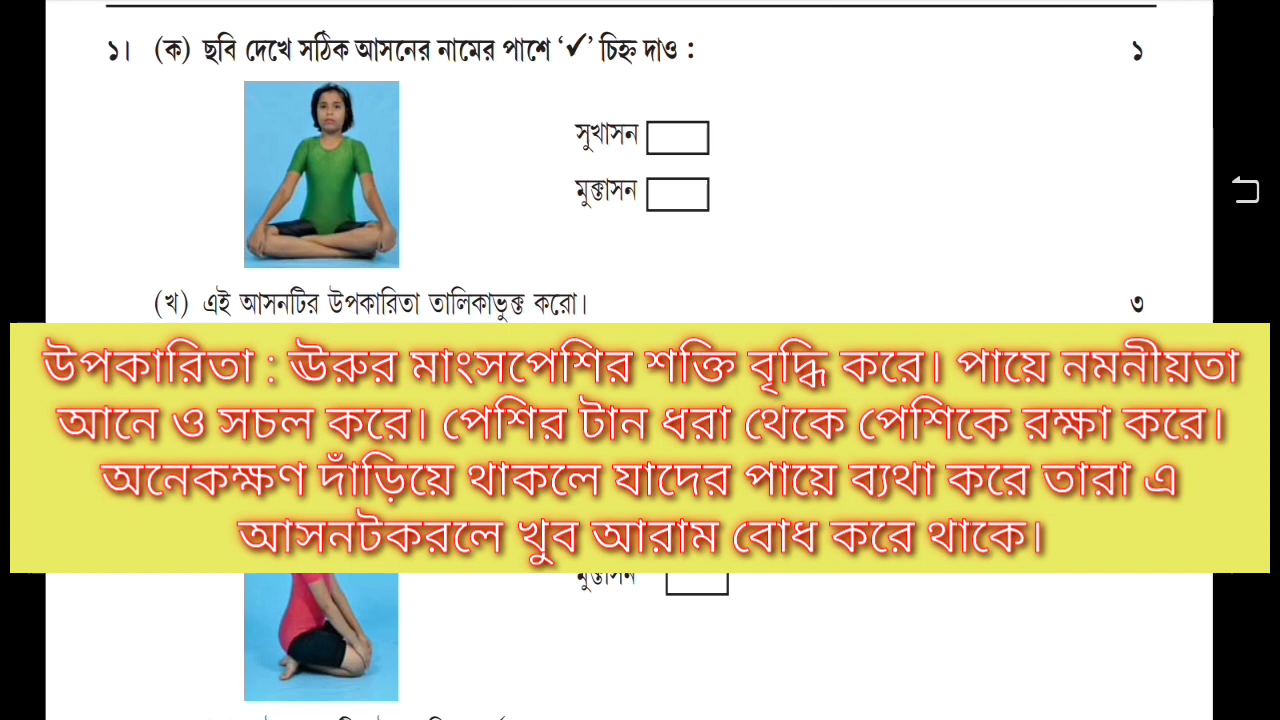 ১। (ক) ছবি দেখে সঠিক আসনের নামের পাশে ‘✓’ চিহ্ন দাও : ১
সুখাসন
মুক্তাসন
(খ) এই আসনটির উপকারিতা তালিকাভুক্ত করো। ৩
উপকারিতা : ঊরুর মাংসপেশির শক্তি বৃদ্ধি করে। পায়ে নমনীয়তা
আনে ও সচল করে। পেশির টান ধরা থেকে পেশিকে রক্ষা করে।
অনেকক্ষণ দাঁড়িয়ে থাকলে যাদের পায়ে ব্যথা করে তারা এ
আসনটকরলে খুব আরাম বোধ করে থাকে।
মুক্তাসন